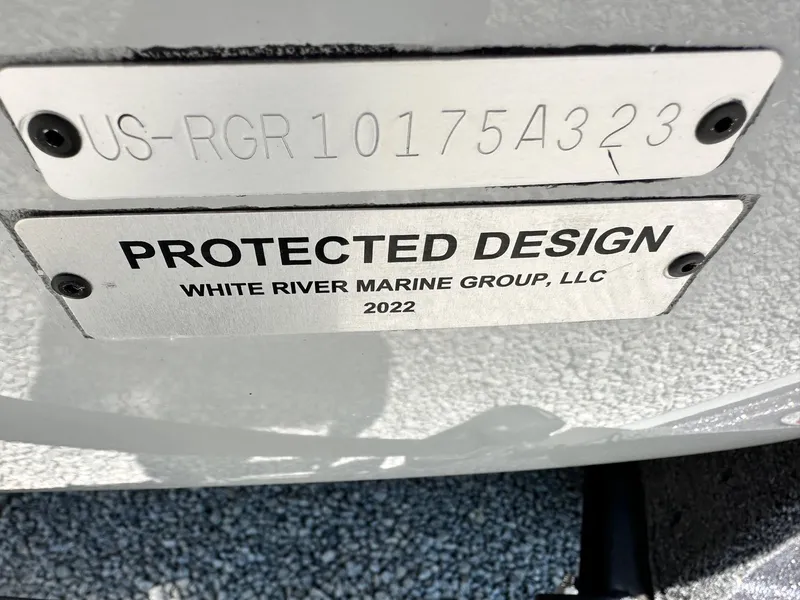 US-RGR10175A323
PROTECTED DESIGN
WHITE RIVER MARINE GROUP, LLC
2022